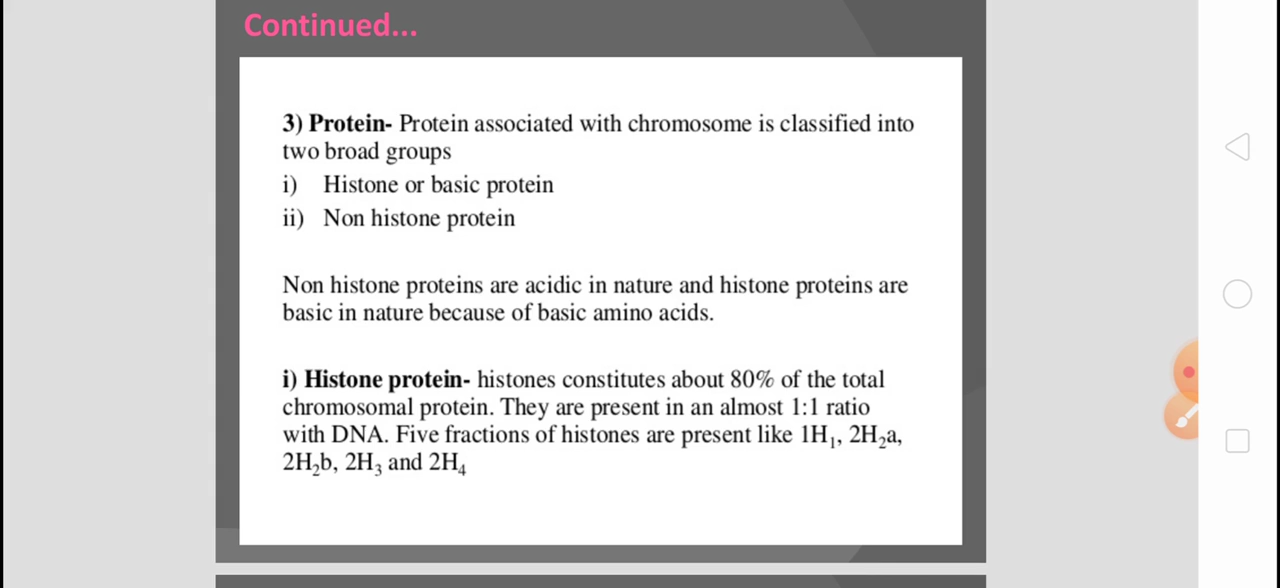 Continued...
3) Protein- Protein associated with chromosome is classified into
two broad groups
i) Histone or basic protein
ii) Non histone protein
Non histone proteins are acidic in nature and histone proteins are
basic in nature because of basic amino acids.
i) Histone protein- histones constitutes about 80% of the total
chromosomal protein. They are present in an almost 1:1 ratio
with DNA. Five fractions of histones are present like 1H₁, 2H₂a,
2H₂b, 2H₃ and 2H₄